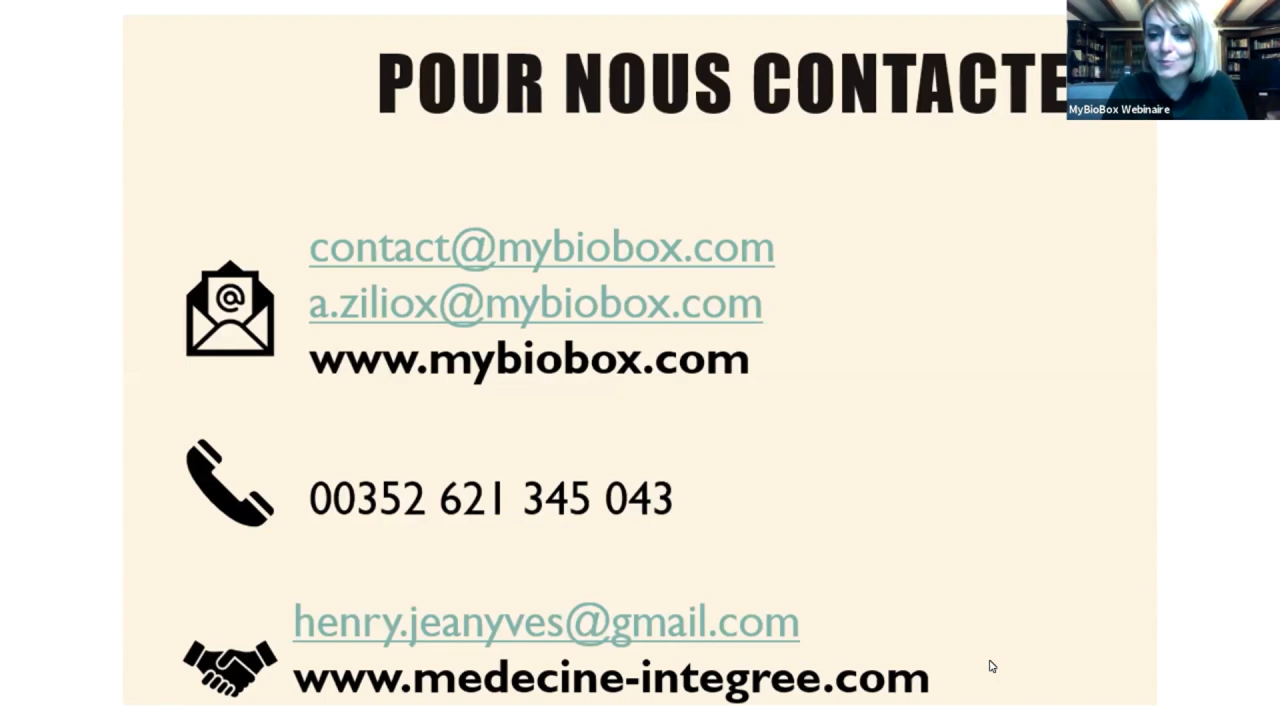 POUR NOUS CONTACTE
MyBioBox Webinaire
contact@mybiobox.com
@
a.ziliox@mybiobox.com
www.mybiobox.com
00352 621 345 043
henry.jeanyves@gmail.com
www.medecine-integree.com